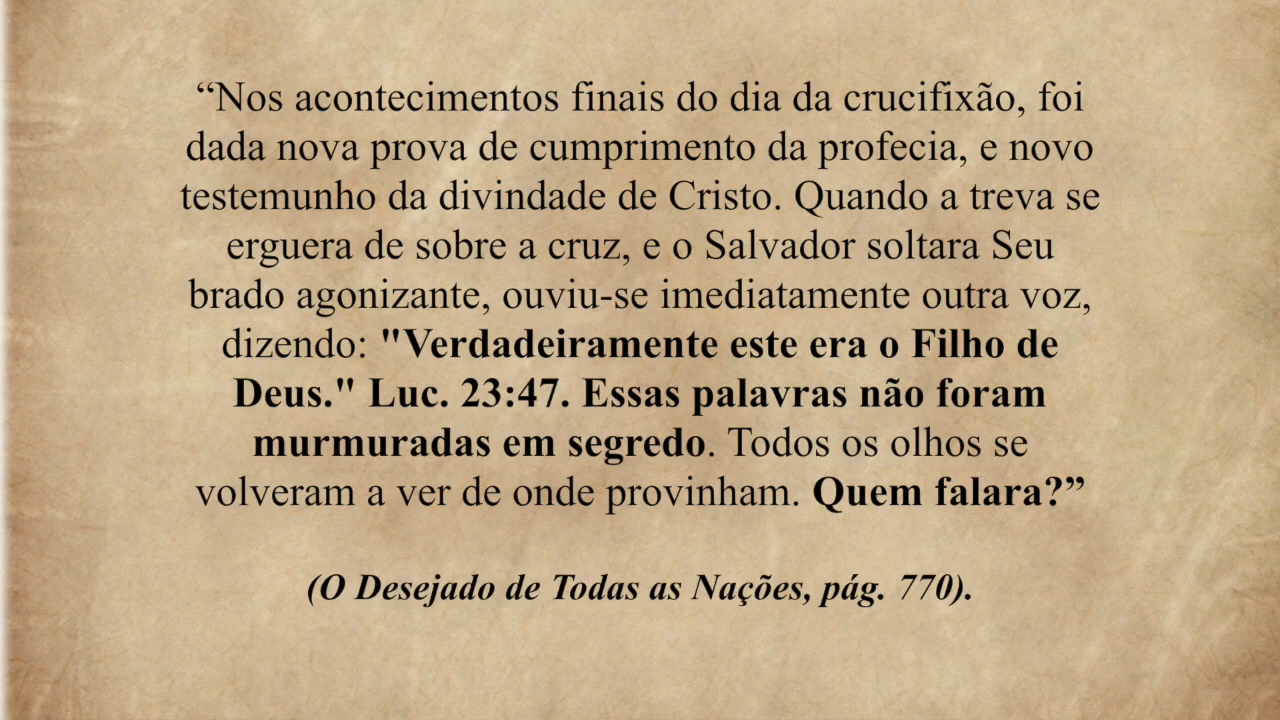 “Nos acontecimentos finais do dia da crucifixão, foi
dada nova prova de cumprimento da profecia, e novo
testemunho da divindade de Cristo. Quando a treva se
erguera de sobre a cruz, e o Salvador soltara Seu
brado agonizante, ouviu-se imediatamente outra voz,
dizendo: "Verdadeiramente este era o Filho de
Deus." Luc. 23:47. Essas palavras não foram
murmuradas em segredo. Todos os olhos se
volveram a ver de onde provinham. Quem falara?”
(O Desejado de Todas as Nações, pág. 770).